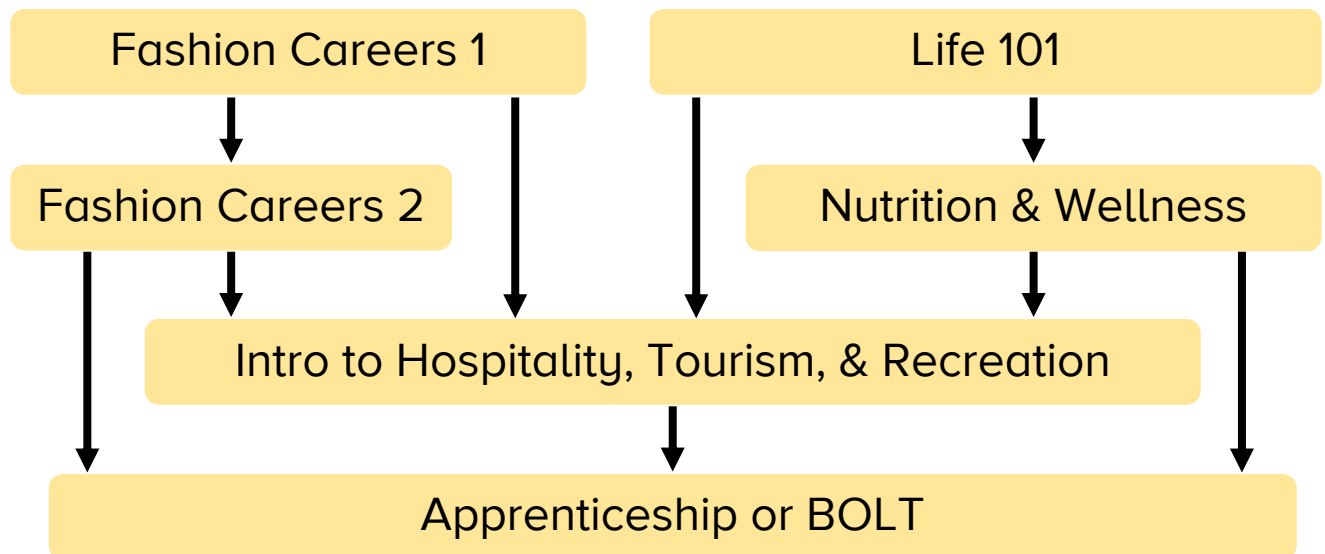 Fashion Careers 1
Life 101
Fashion Careers 2
Nutrition & Wellness
Intro to Hospitality, Tourism, & Recreation
Apprenticeship or BOLT